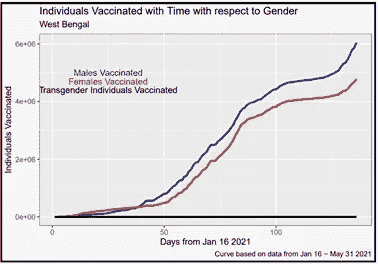 Individuals Vaccinated with Time with respect to Gender
West Bengal
6e+06
Males Vaccinated
Females Vaccinated
Transgender Individuals Vaccinated
4e+06
Individuals Vaccinated
2e+06
0e+00
0
50
100
Days from Jan 16 2021
Curve based on data from Jan 16 – May 31 2021